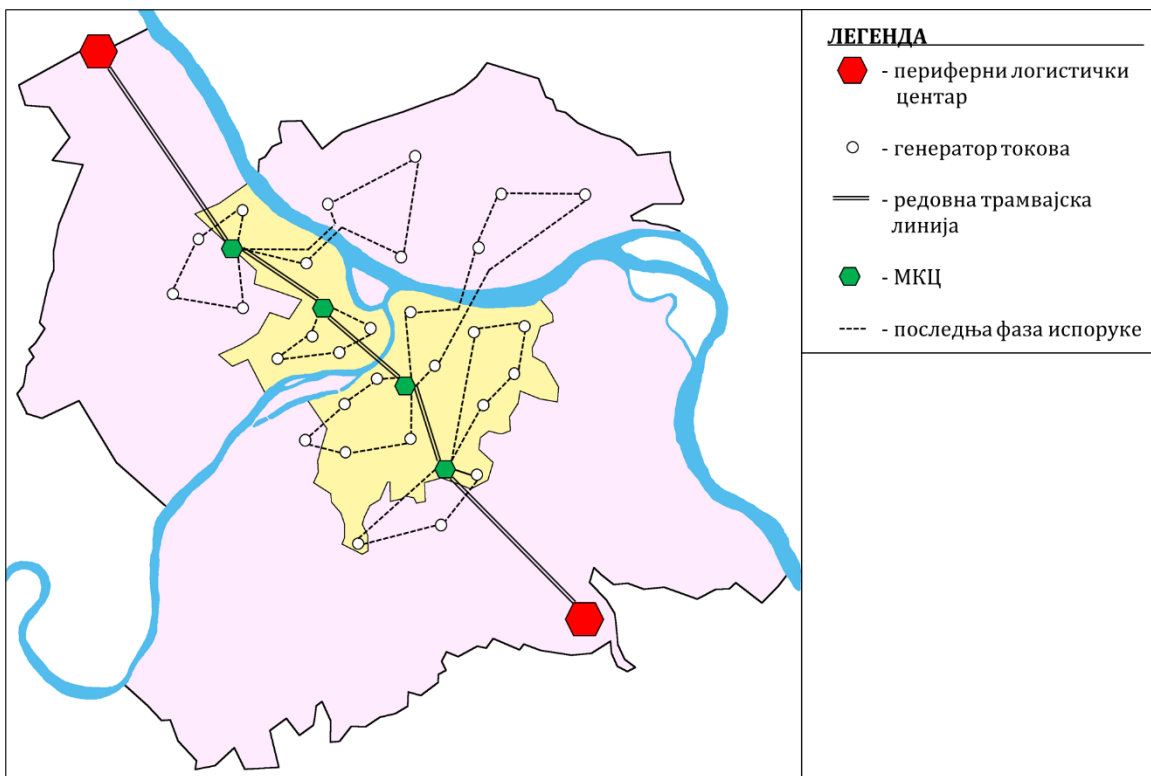 ЛЕГЕНДА
- периферни логистички
центар
- генератор токова
- редовна трамвајска
линија
- МКЦ
- последња фаза испоруке